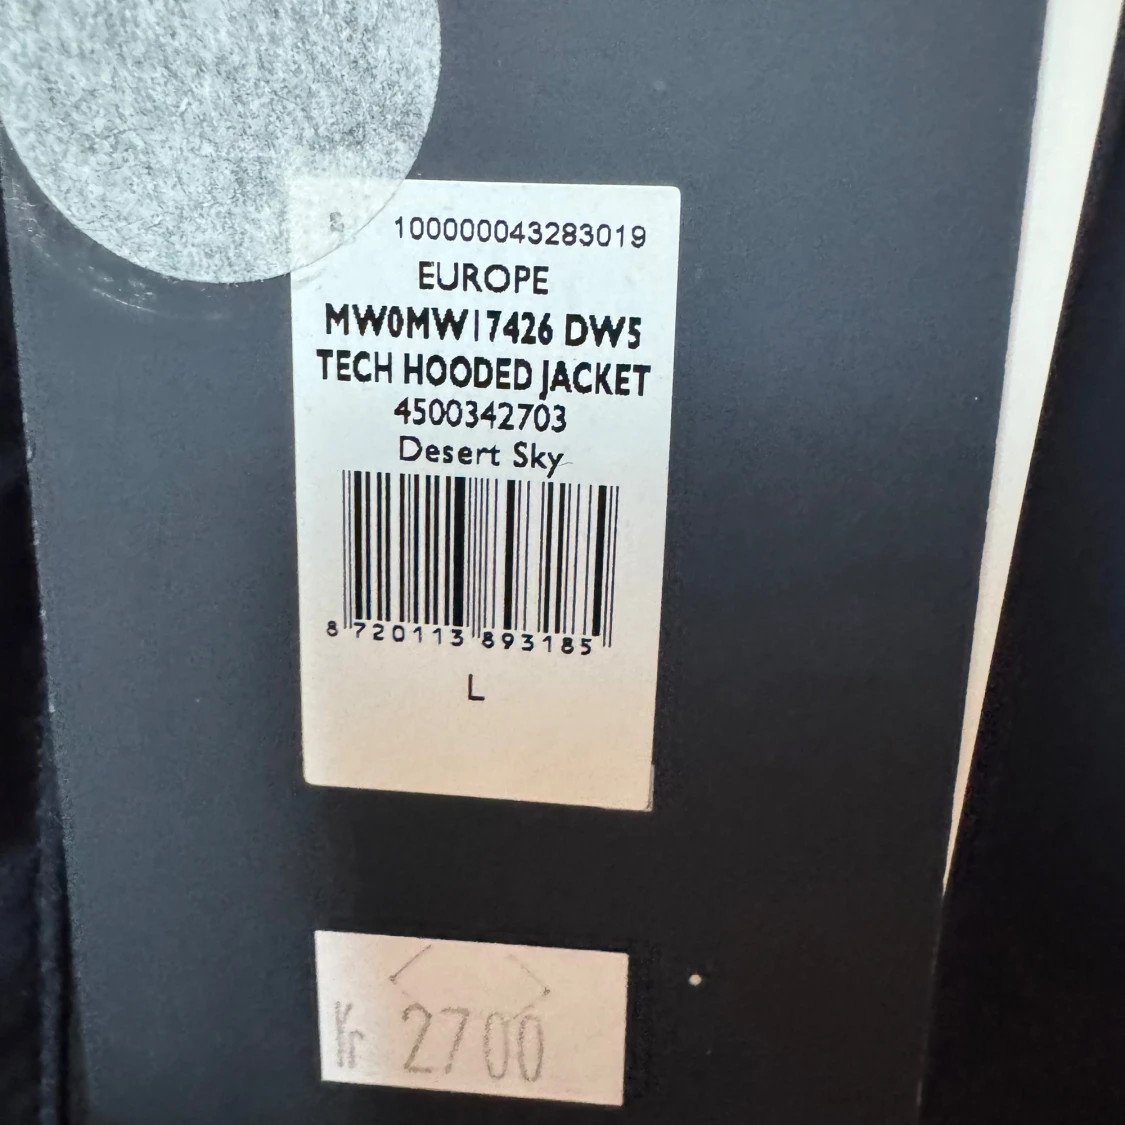 100000043283019
EUROPE
MW0MW17426 DW5
TECH HOODED JACKET
4500342703
Desert Sky
8 720113 893185
L
Kr 2700